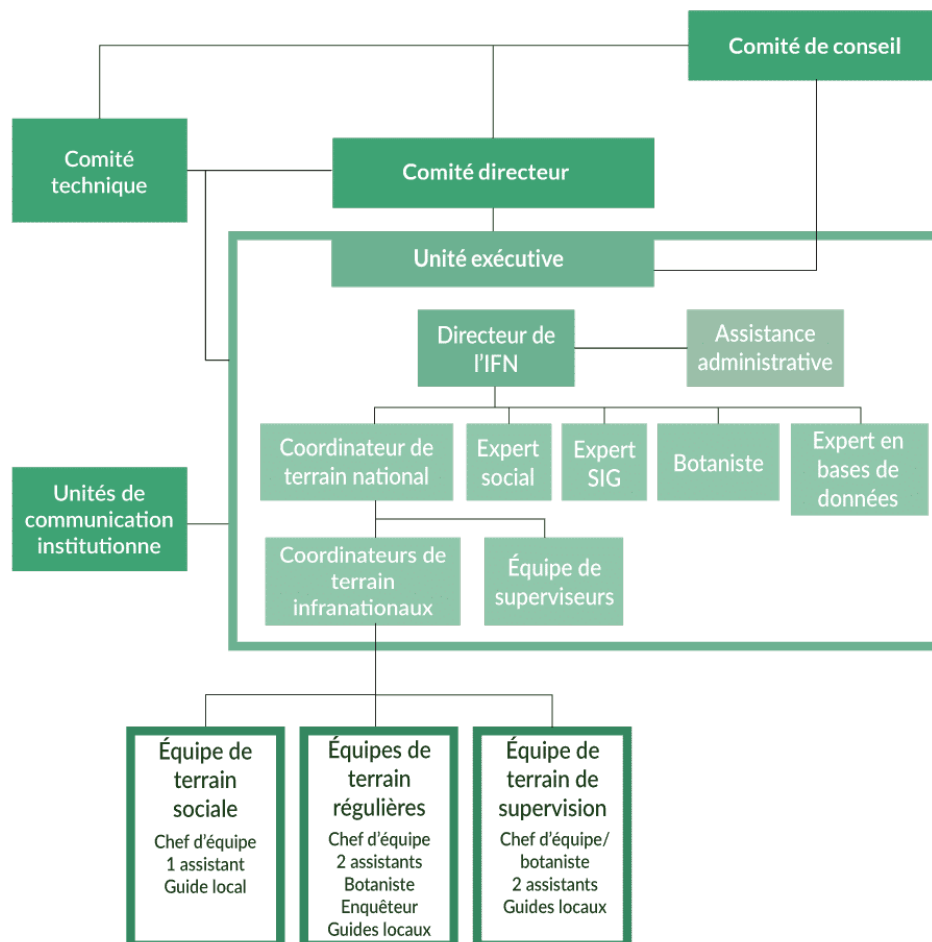 Comité de conseil
Comité
technique
Comité directeur
Unité exécutive
Directeur de
l'IFN
Assistance
administrative
Coordinateur de
terrain national
Expert
social
Expert
SIG
Botaniste
Expert en
bases de
données
Unités de
communication
institutionne
Coordinateurs de
terrain
infranationaux
Équipe de
superviseurs
Équipe de
terrain
sociale
Chef d'équipe
1 assistant
Guide local
Équipes de
terrain
régulières
Chef d'équipe
2 assistants
Botaniste
Enquêteur
Guides locaux
Équipe de
terrain de
supervision
Chef d'équipe/
botaniste
2 assistants
Guides locaux